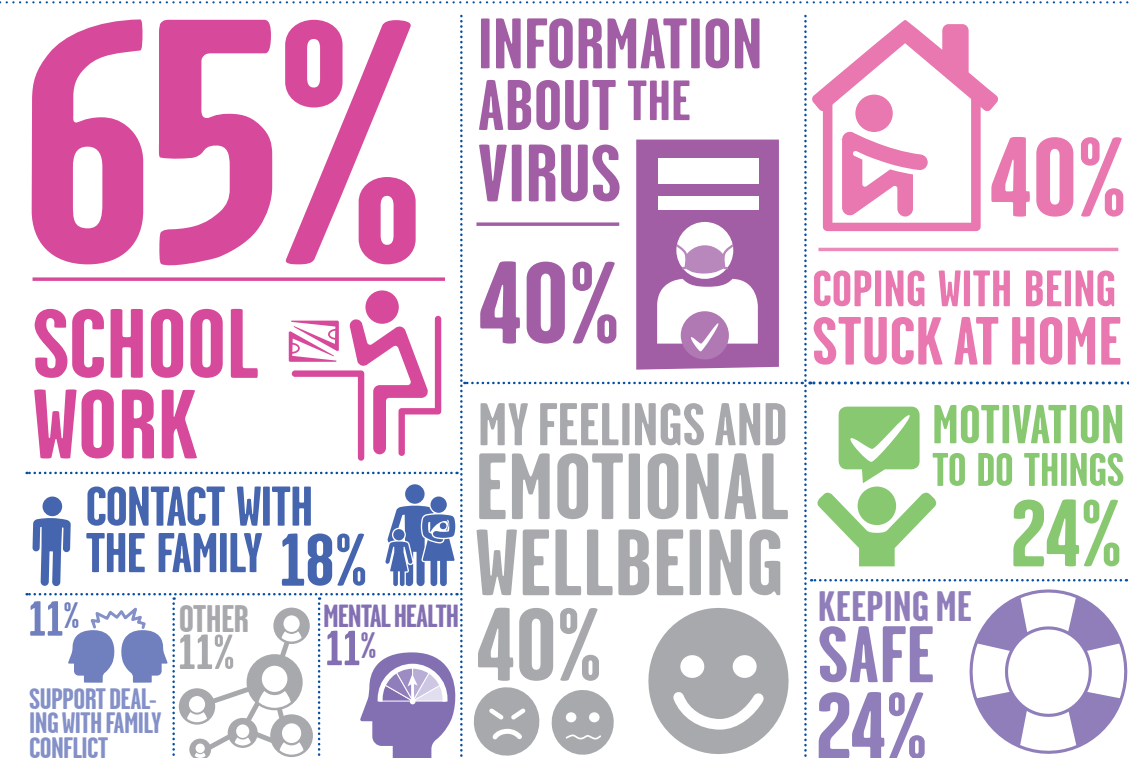 65%
SCHOOL
WORK
INFORMATION
ABOUT THE
VIRUS
40%
40%
COPING WITH BEING
STUCK AT HOME
CONTACT WITH
THE FAMILY 18%
MY FEELINGS AND
EMOTIONAL
WELLBEING
40%
MOTIVATION
TO DO THINGS
24%
11%
SUPPORT DEAL-
ING WITH FAMILY
CONFLICT
OTHER
11%
MENTAL HEALTH
11%
KEEPING ME
SAFE
24%